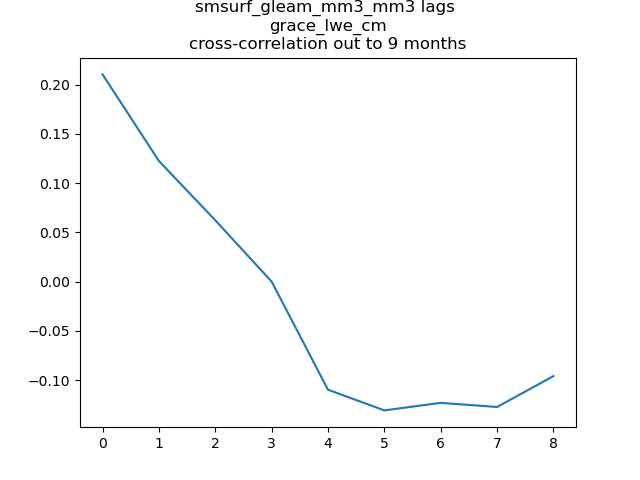 smsurf_gleam_mm3_mm3 lags
grace_lwe_cm
cross-correlation out to 9 months
0.20
0.15
0.10
0.05
0.00
−0.05
−0.10
0 1 2 3 4 5 6 7 8